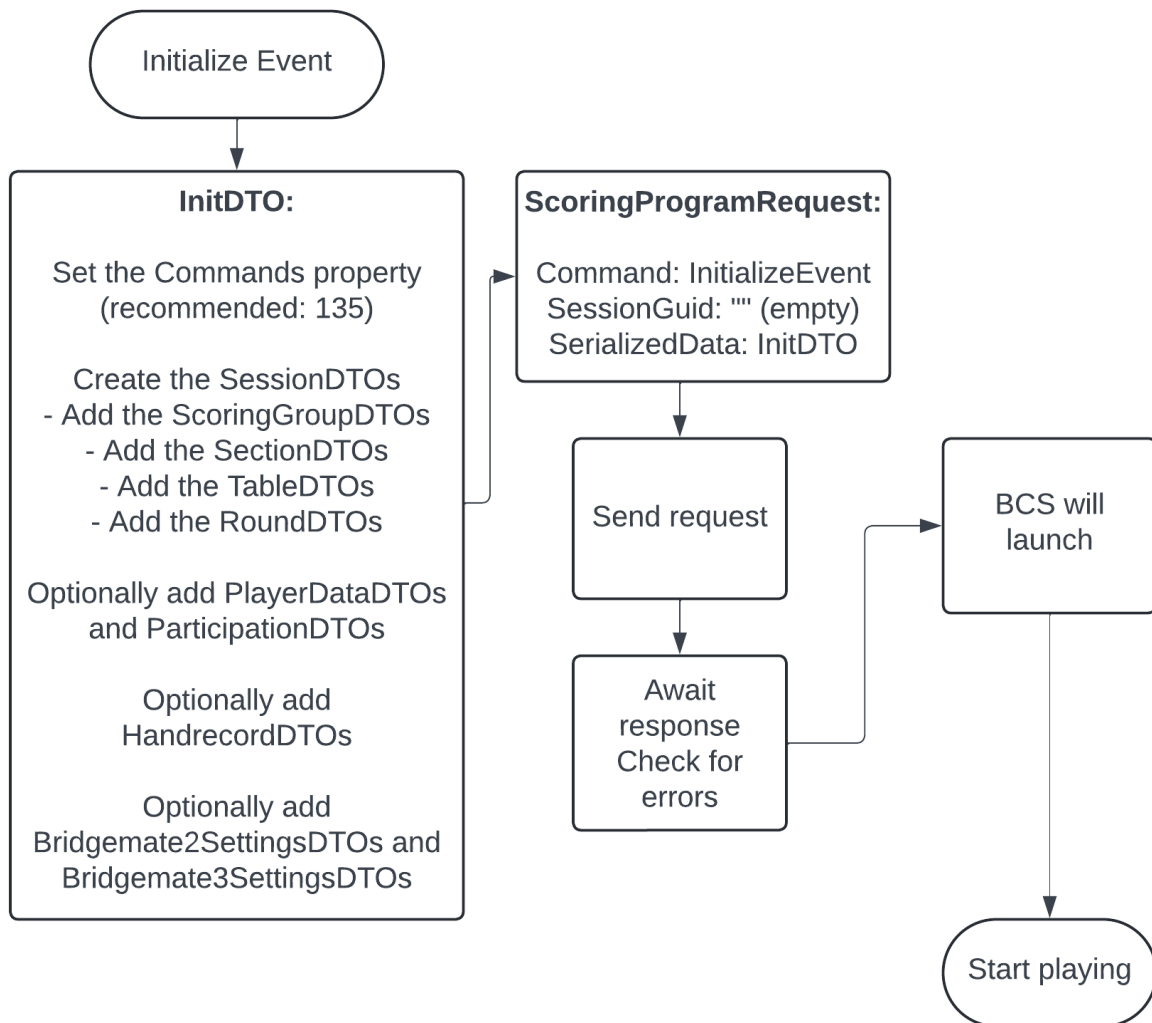 Initialize Event
InitDTO:
Set the Commands property
(recommended: 135)
Create the SessionDTOs
- Add the ScoringGroupDTOs
- Add the SectionDTOs
- Add the TableDTOs
- Add the RoundDTOs
Optionally add PlayerDataDTOs
and ParticipationDTOs
Optionally add
HandrecordDTOs
Optionally add
Bridgemate2SettingsDTOs and
Bridgemate3SettingsDTOs
ScoringProgramRequest:
Command: InitializeEvent
SessionGuid: "" (empty)
SerializedData: InitDTO
Send request
Await
response
Check for
errors
BCS will
launch
Start playing